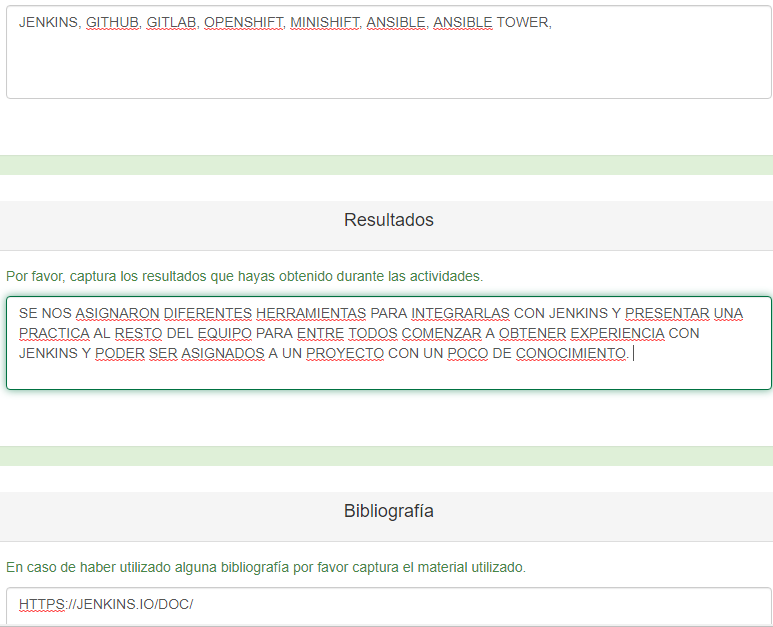 JENKINS, GITHUB, GITLAB, OPENSHIFT, MINISHIFT, ANSIBLE, ANSIBLE TOWER,
Resultados
Por favor, captura los resultados que hayas obtenido durante las actividades.
SE NOS ASIGNARON DIFERENTES HERRAMIENTAS PARA INTEGRARLAS CON JENKINS Y PRESENTAR UNA
PRACTICA AL RESTO DEL EQUIPO PARA ENTRE TODOS COMENZAR A OBTENER EXPERIENCIA CON
JENKINS Y PODER SER ASIGNADOS A UN PROYECTO CON UN POCO DE CONOCIMIENTO.
Bibliografía
En caso de haber utilizado alguna bibliografía por favor captura el material utilizado.
HTTPS://JENKINS.IO/DOC/